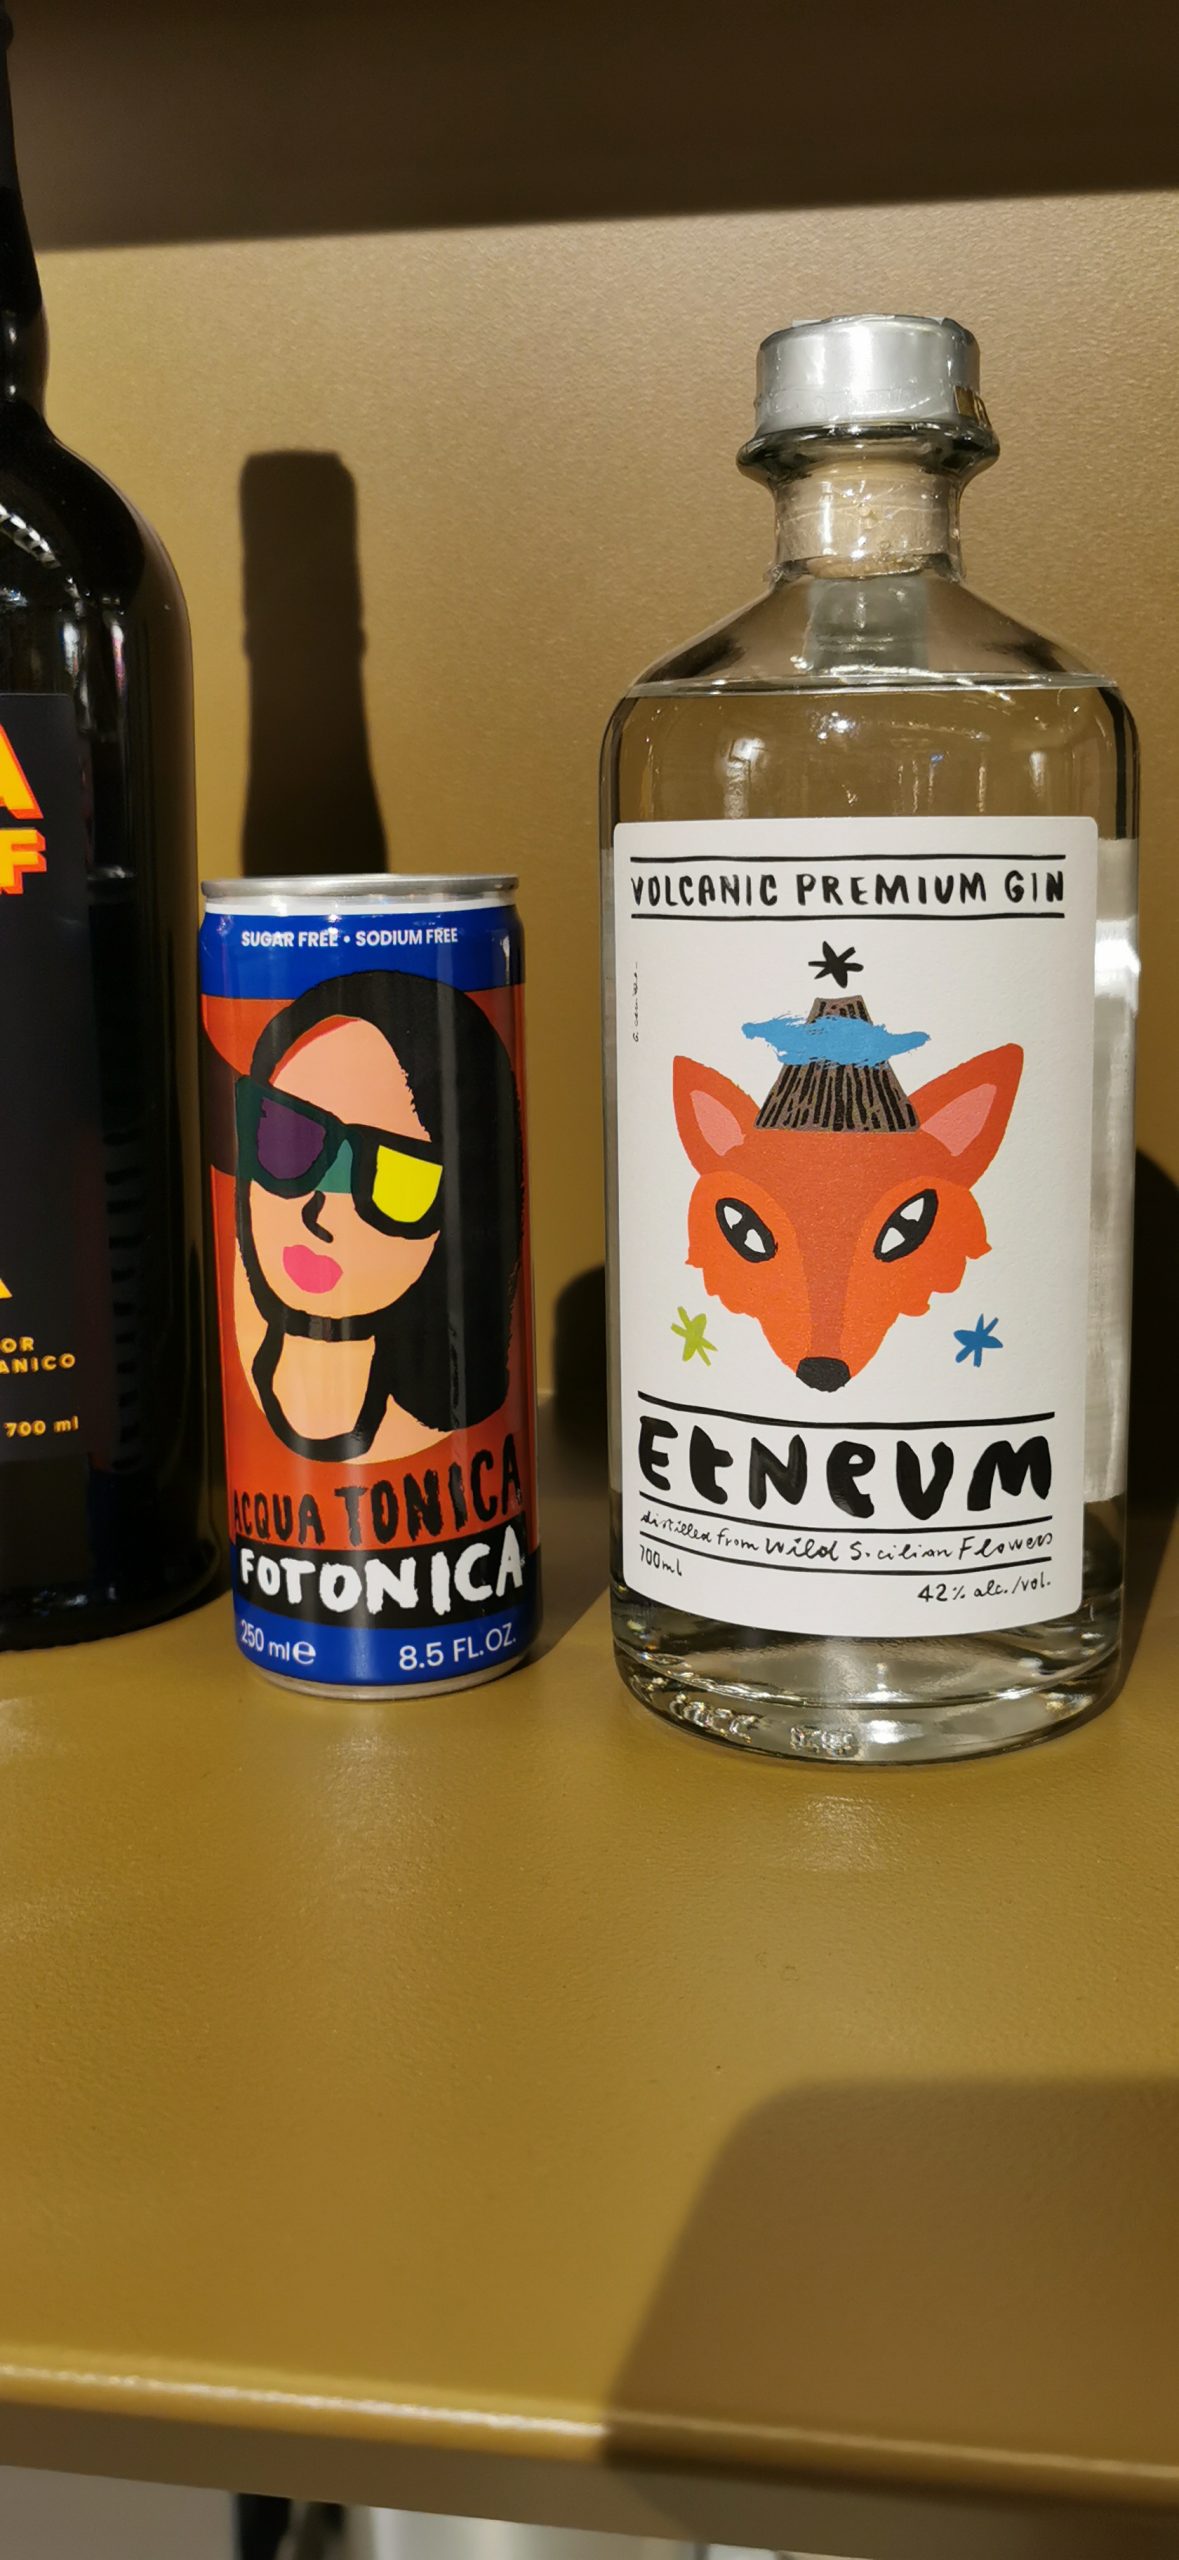 A
F
OR
ANICO
700 ml
SUGAR FREE • SODIUM FREE
ACQUA TONICA
FOTONICA
250 ml e
8.5 FL.OZ.
VOLCANIC PREMIUM GIN
EtNeUM
distilled from Wild Sicilian Flowers
700ml
42% alc./vol.